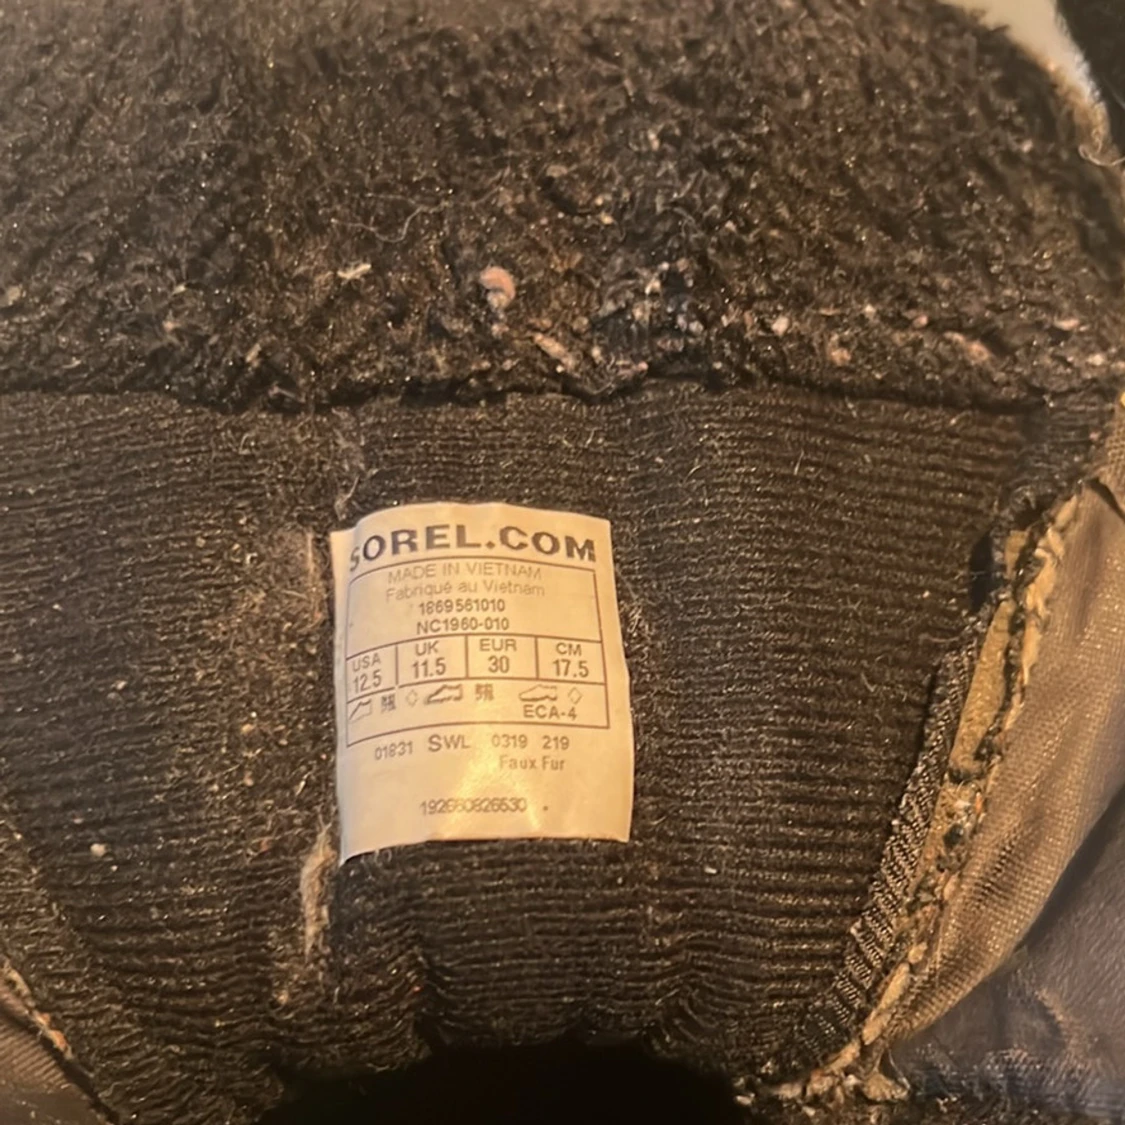 SOREL.COM
MADE IN VIETNAM
Fabriqué au Vietnam
1869561010
NC1960-010
USA UK EUR CM
12.5 11.5 30 17.5
ECA-4
01831 SWL 0319 219
Faux Fur